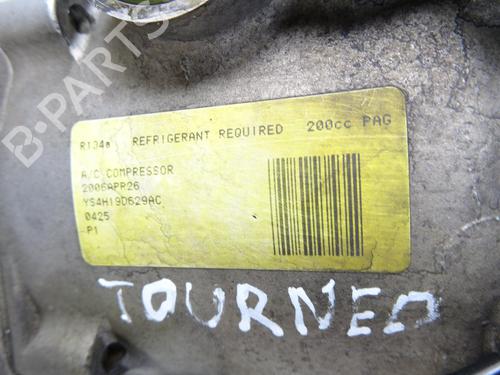 R134a REFRIGERANT REQUIRED 200cc PAG
A/C COMPRESSOR
2006APR26
YS4H19D629AC
0425
P1
TOURNEO
B-PARTS